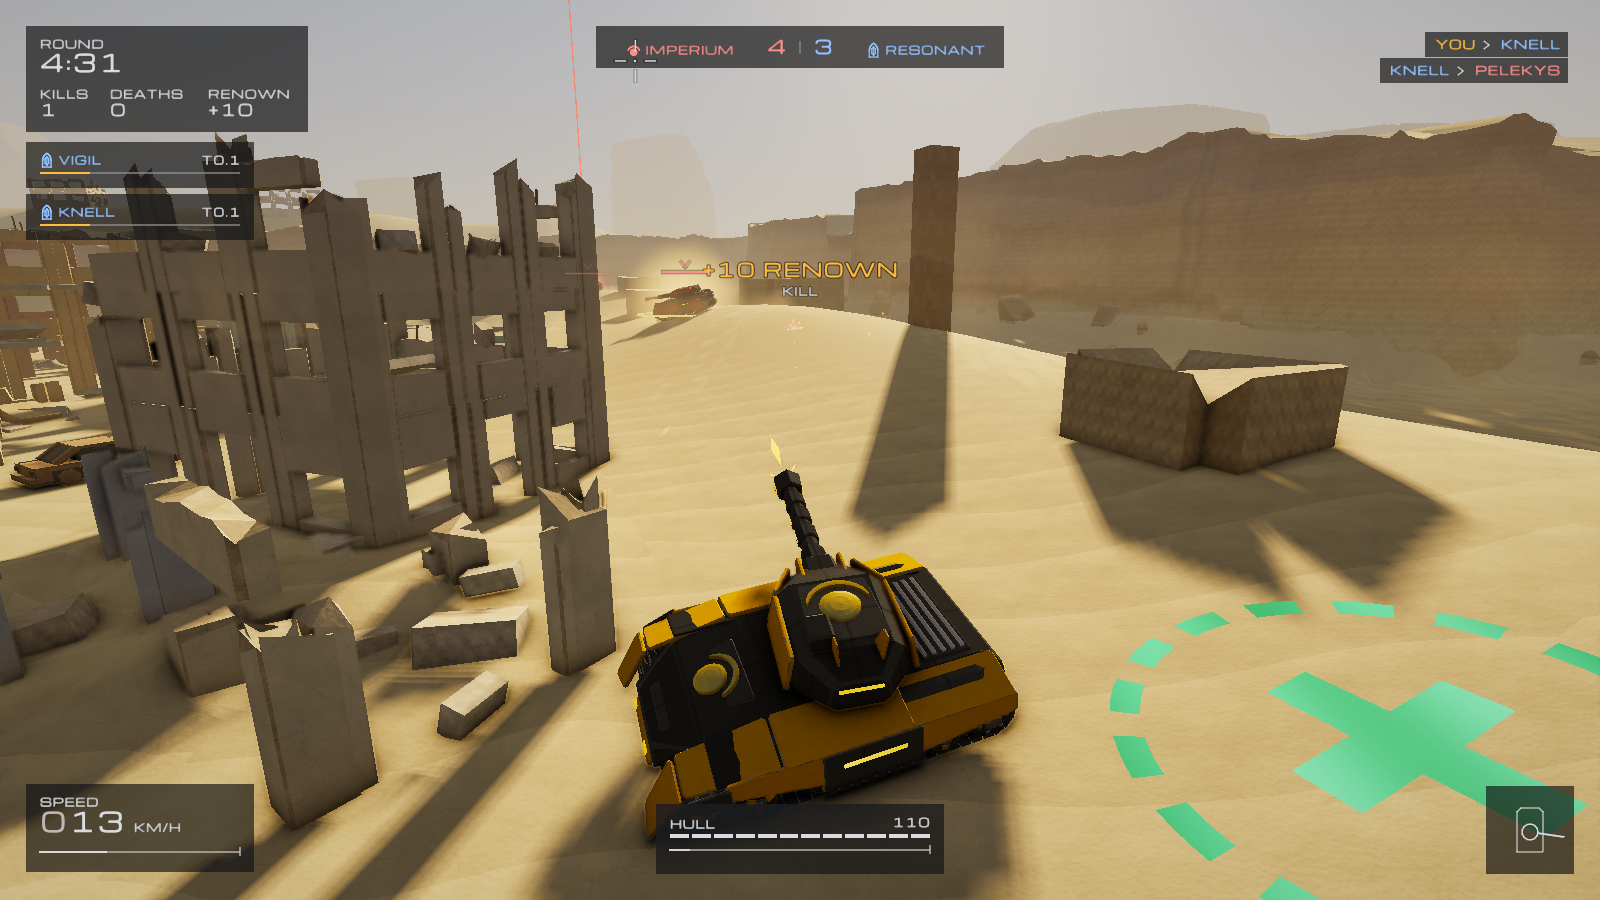 ROUND
4:31
KILLS DEATHS RENOWN
1 0 +10
VIGIL T0.1
KNELL T0.1
IMPERIUM 4 | 3 RESONANT
YOU > KNELL
KNELL > PELEKYS
+10 RENOWN
KILL
SPEED
013 KM/H
HULL 110